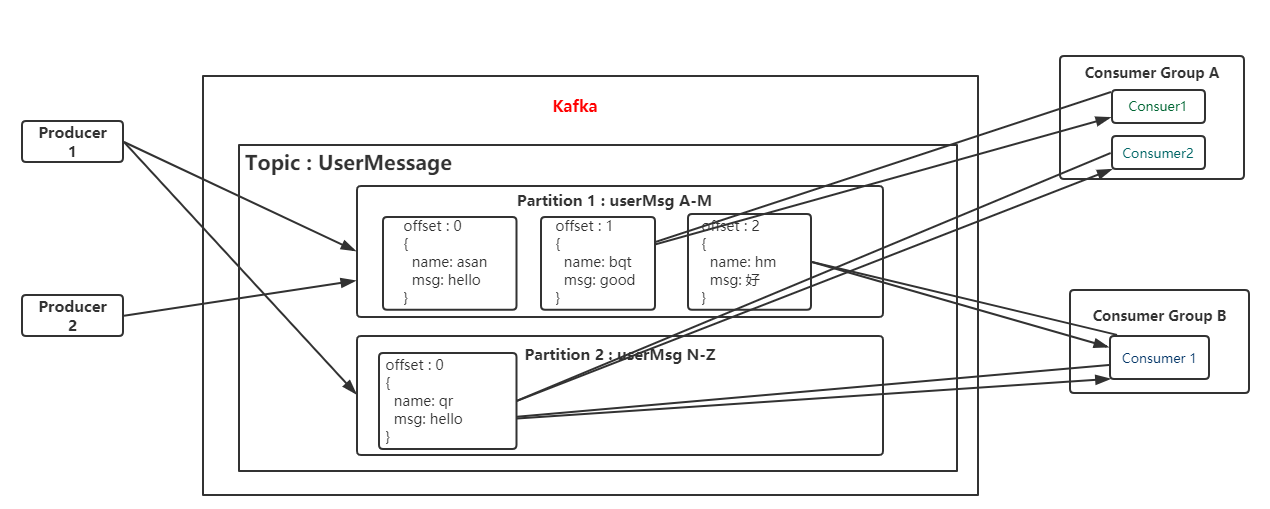 Kafka
Producer
1
Producer
2
Topic : UserMessage
Partition 1 : userMsg A-M
offset : 0
{
name: asan
msg: hello
}
offset : 1
{
name: bqt
msg: good
}
offset : 2
{
name: hm
msg: 好
}
Partition 2 : userMsg N-Z
offset : 0
{
name: qr
msg: hello
}
Consumer Group A
Consuer1
Consumer2
Consumer Group B
Consumer 1